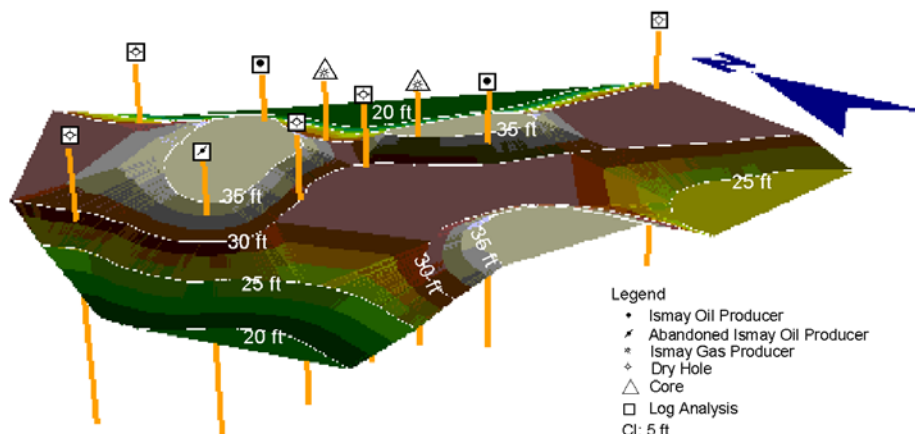 N
20 ft
35 ft
25 ft
35 ft
30 ft
35 ft
30 ft
25 ft
20 ft
Legend
Ismay Oil Producer
Abandoned Ismay Oil Producer
Ismay Gas Producer
Dry Hole
Core
Log Analysis
CI: 5 ft